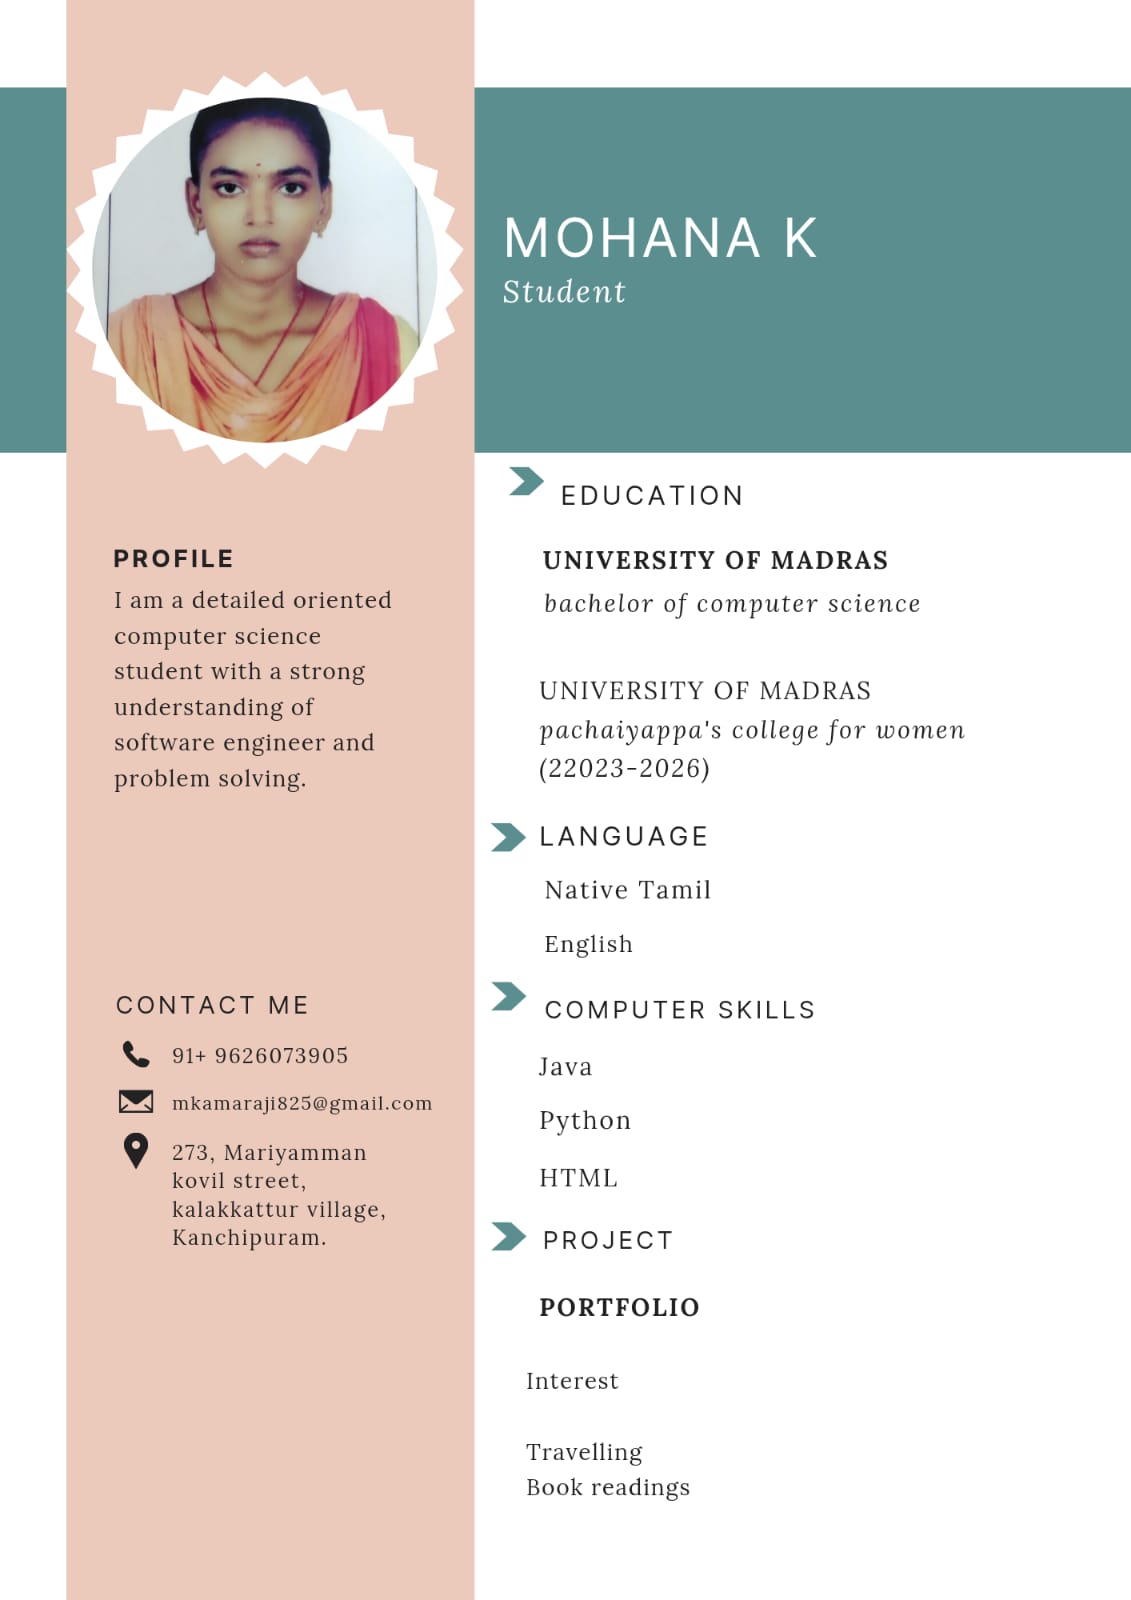 MOHANA K
Student
PROFILE
I am a detailed oriented
computer science
student with a strong
understanding of
software engineer and
problem solving.
CONTACT ME
91+ 9626073905
mkamaraji825@gmail.com
273, Mariyamman
kovil street,
kalakkattur village,
Kanchipuram.
EDUCATION
UNIVERSITY OF MADRAS
bachelor of computer science
UNIVERSITY OF MADRAS
pachaiyappa's college for women
(22023-2026)
LANGUAGE
Native Tamil
English
COMPUTER SKILLS
Java
Python
HTML
PROJECT
PORTFOLIO
Interest
Travelling
Book readings